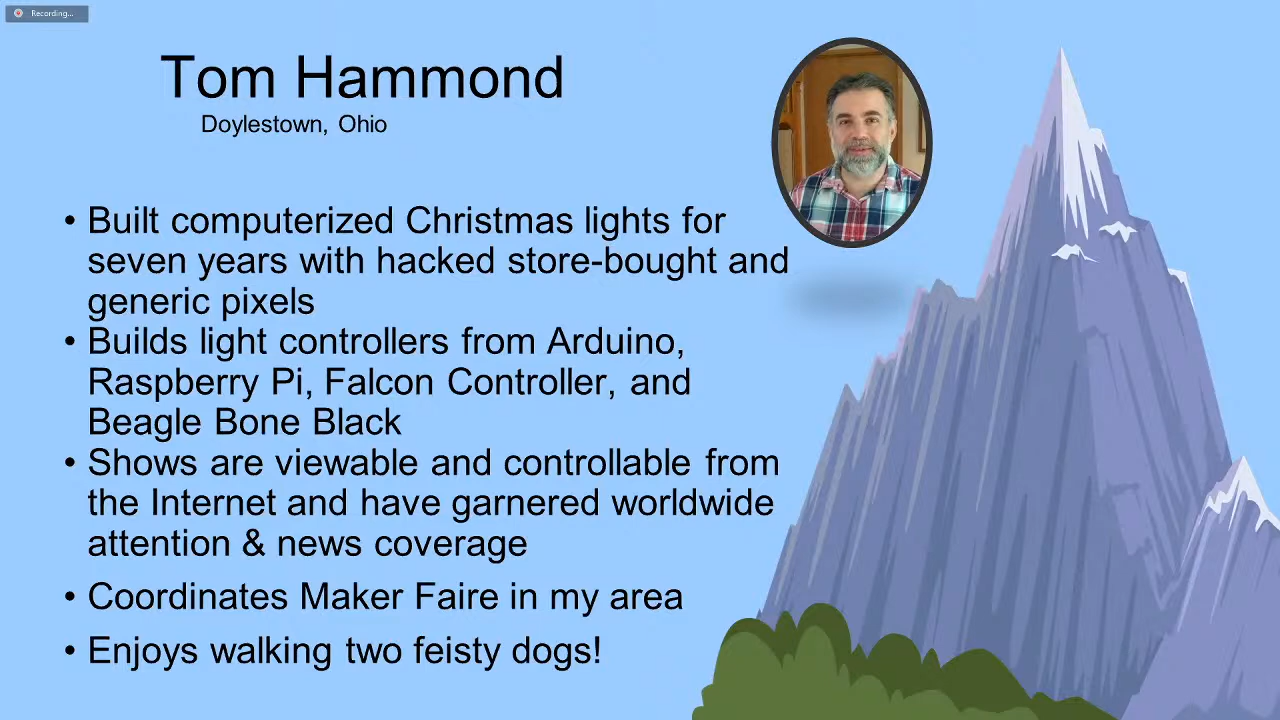 Recording...
Tom Hammond
Doylestown, Ohio
• Built computerized Christmas lights for
seven years with hacked store-bought and
generic pixels
• Builds light controllers from Arduino,
Raspberry Pi, Falcon Controller, and
Beagle Bone Black
• Shows are viewable and controllable from
the Internet and have garnered worldwide
attention & news coverage
• Coordinates Maker Faire in my area
• Enjoys walking two feisty dogs!